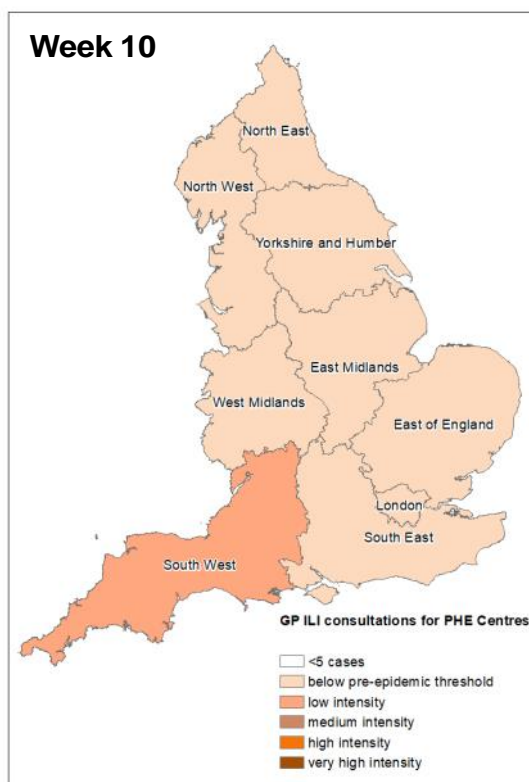 Week 10
North East
North West
Yorkshire and Humber
East Midlands
West Midlands
East of England
London
South East
South West
GP ILI consultations for PHE Centres
<5 cases
below pre-epidemic threshold
low intensity
medium intensity
high intensity
very high intensity